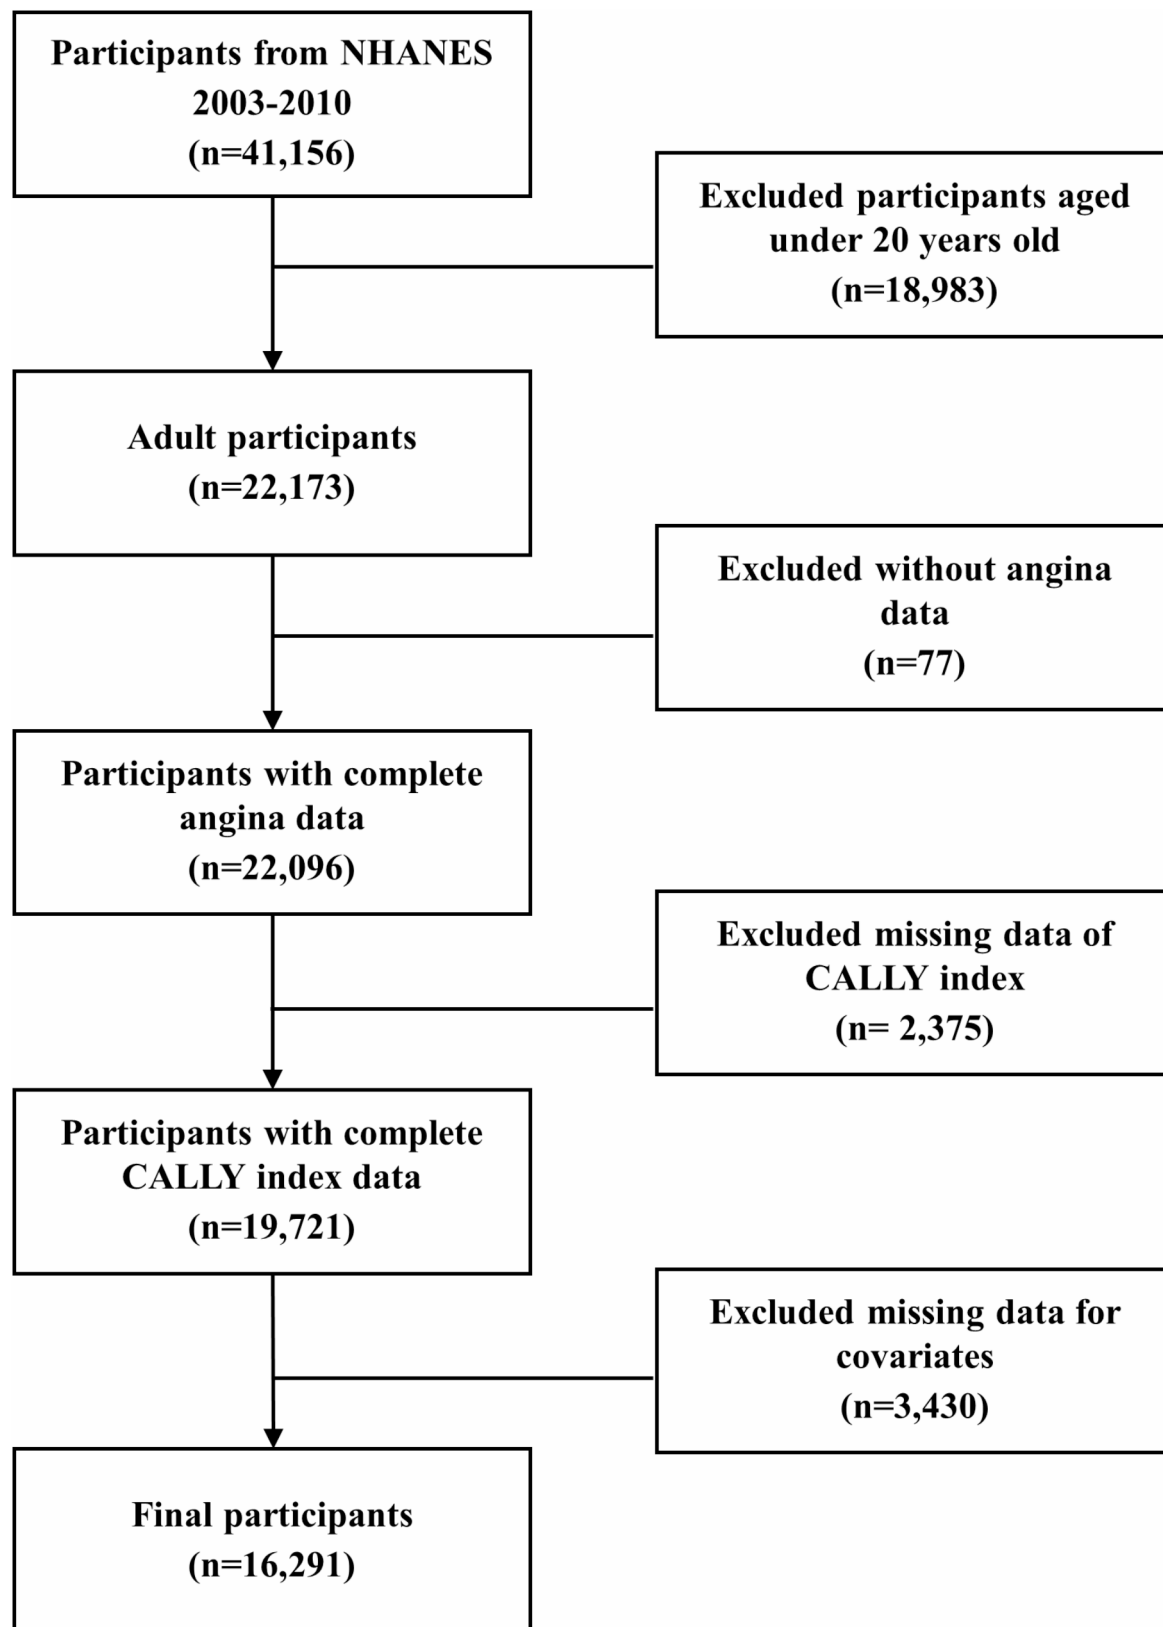 Participants from NHANES
2003-2010
(n=41,156)
Excluded participants aged
under 20 years old
(n=18,983)
Adult participants
(n=22,173)
Excluded without angina
data
(n=77)
Participants with complete
angina data
(n=22,096)
Excluded missing data of
CALLY index
(n= 2,375)
Participants with complete
CALLY index data
(n=19,721)
Excluded missing data for
covariates
(n=3,430)
Final participants
(n=16,291)